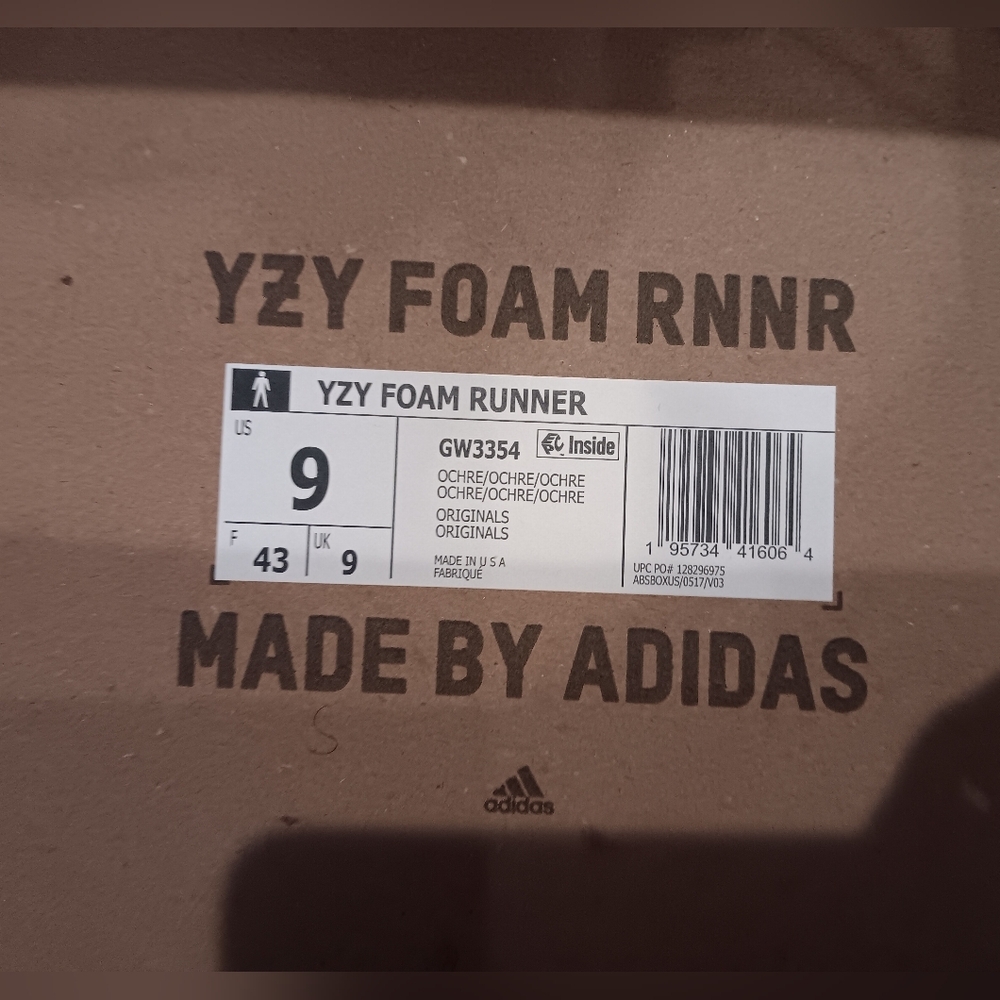 YZY FOAM RNNR
YZY FOAM RUNNER
US
9
F
43
UK
9
GW3354
Inside
OCHRE/OCHRE/OCHRE
OCHRE/OCHRE/OCHRE
ORIGINALS
ORIGINALS
MADE IN U S A
FABRIQUÉ
1 95734 41606 4
UPC PO# 128296975
ABSBOXUS/0517/V03
MADE BY ADIDAS
adidas